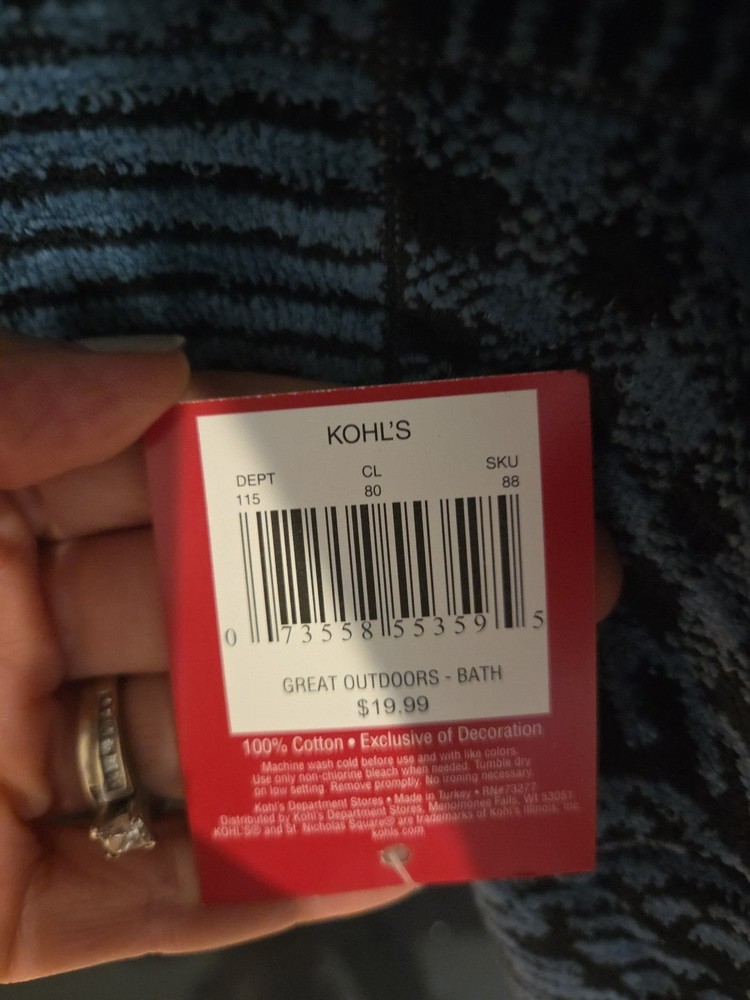 KOHL'S
DEPT CL SKU
115 80 88
0 73558 55359 5
GREAT OUTDOORS - BATH
$19.99
100% Cotton • Exclusive of Decoration
Machine wash cold before use and with like colors.
Use only non-chlorine bleach when needed. Tumble dry
on low setting. Remove promptly. No ironing necessary.
Kohl's Department Stores • Made in Turkey • RN#73277
Distributed by Kohl's Department Stores, Menomonee Falls, WI 53051
KOHL'S® and St. Nicholas Square® are trademarks of Kohl's Illinois, Inc.
kohls.com